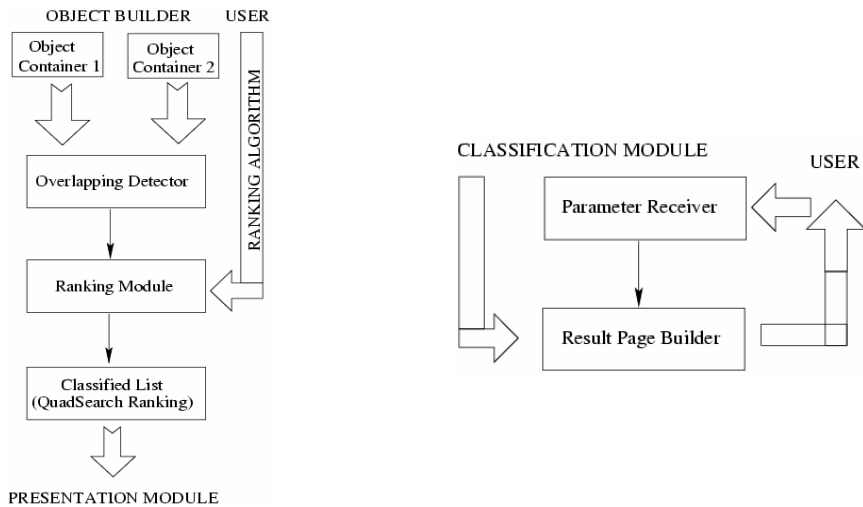 OBJECT BUILDER
USER
Object
Container 1
Object
Container 2
RANKING ALGORITHM
Overlapping Detector
Ranking Module
Classified List
(QuadSearch Ranking)
PRESENTATION MODULE
CLASSIFICATION MODULE
USER
Parameter Receiver
Result Page Builder